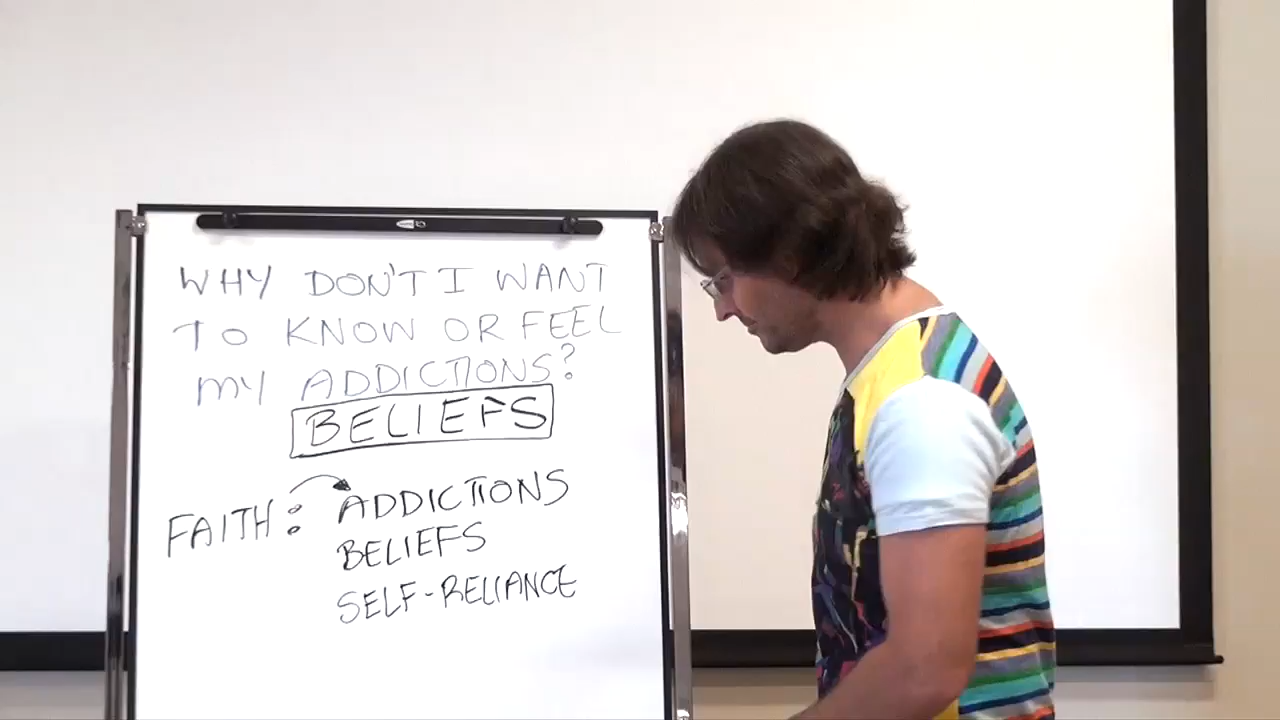 WHY DON'T I WANT
TO KNOW OR FEEL
MY ADDICTIONS?
BELIEFS
FAITH: ADDICTIONS
BELIEFS
SELF-RELIANCE